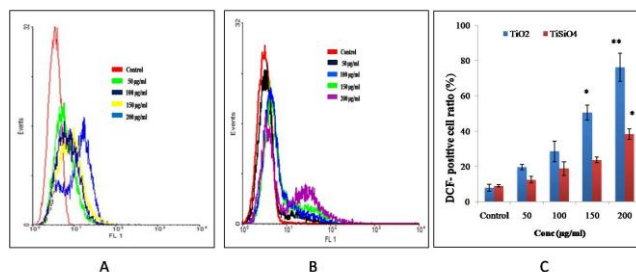 32
Events
Control
50 µg/ml
100 µg/ml
150 µg/ml
200 µg/ml
FL 1
A
32
Events
Control
50 µg/ml
100 µg/ml
150 µg/ml
200 µg/ml
FL 1
B
TiO2
TiSiO4
DCF- positive cell ratio (%)
100
80
60
40
20
0
*
**
*
Control
50
100
150
200
Conc (µg/ml)
C